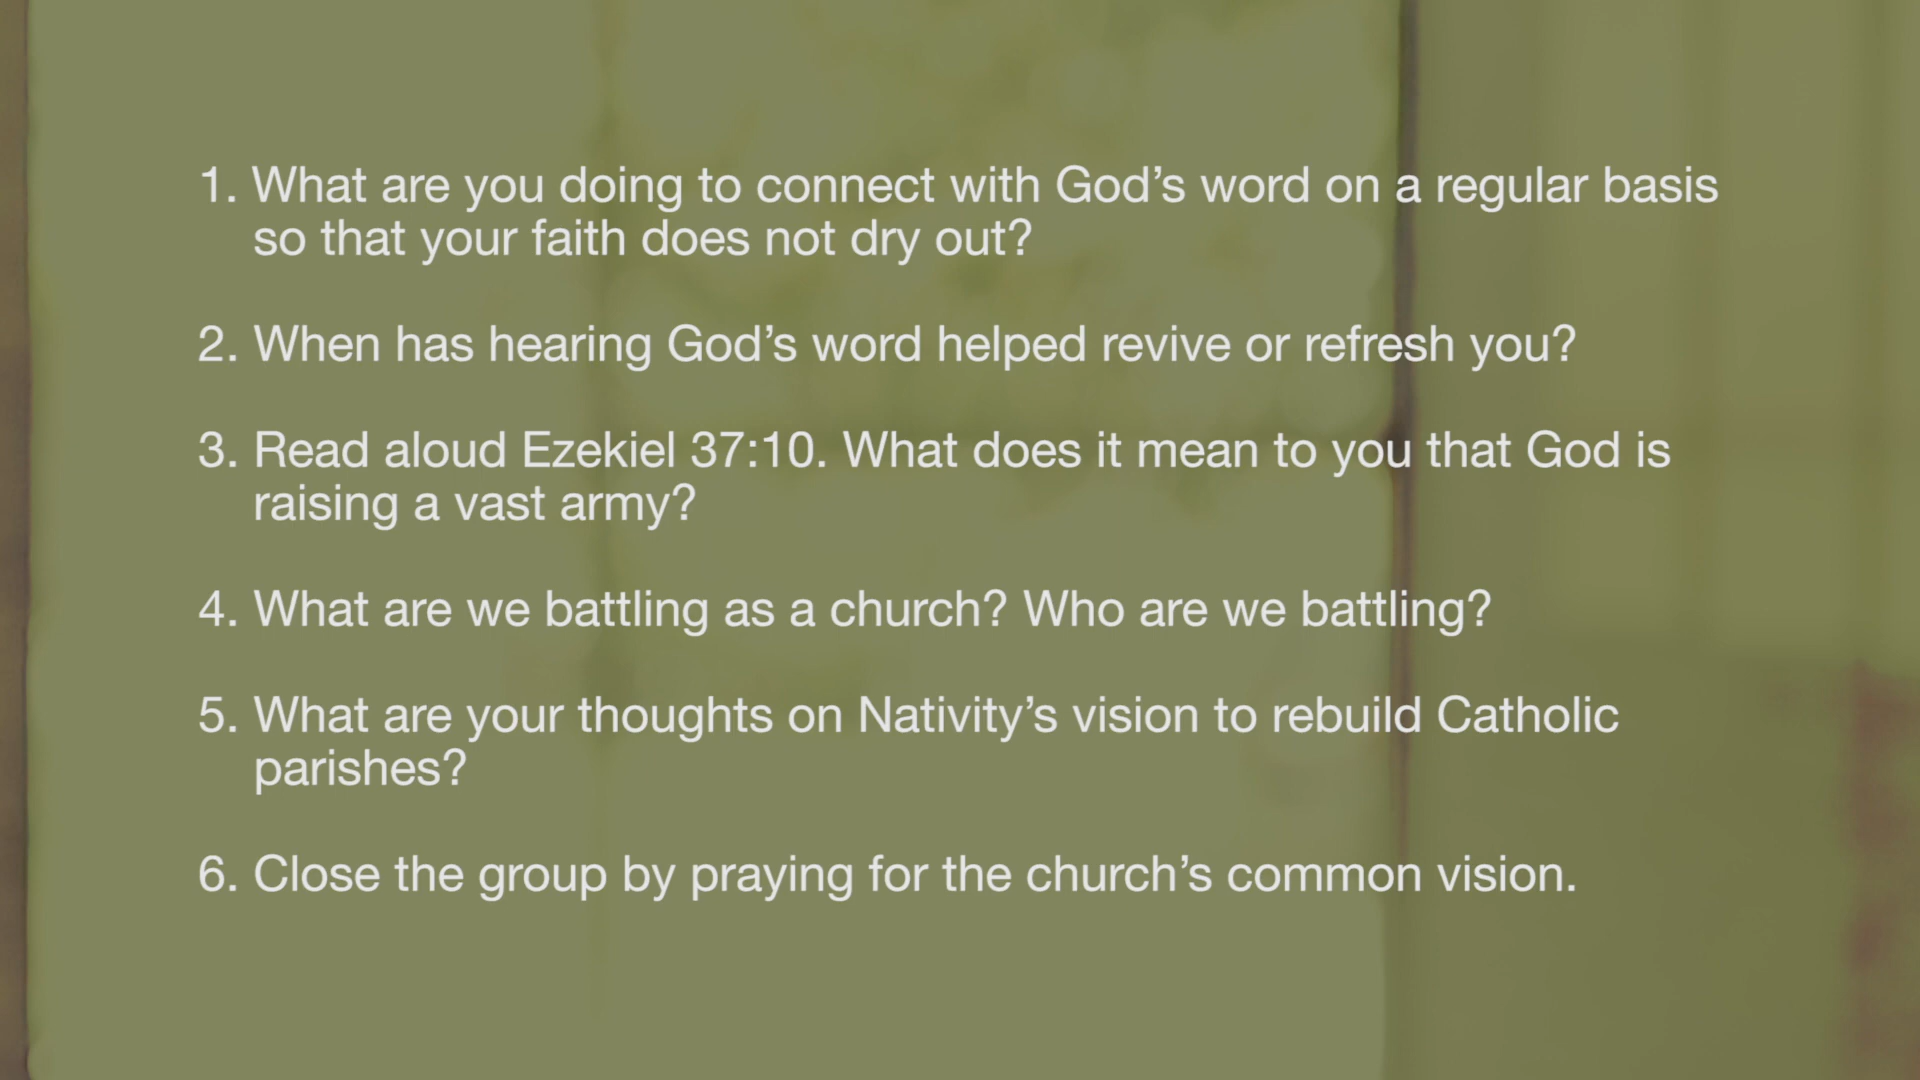 1. What are you doing to connect with God’s word on a regular basis
so that your faith does not dry out?
2. When has hearing God’s word helped revive or refresh you?
3. Read aloud Ezekiel 37:10. What does it mean to you that God is
raising a vast army?
4. What are we battling as a church? Who are we battling?
5. What are your thoughts on Nativity’s vision to rebuild Catholic
parishes?
6. Close the group by praying for the church’s common vision.